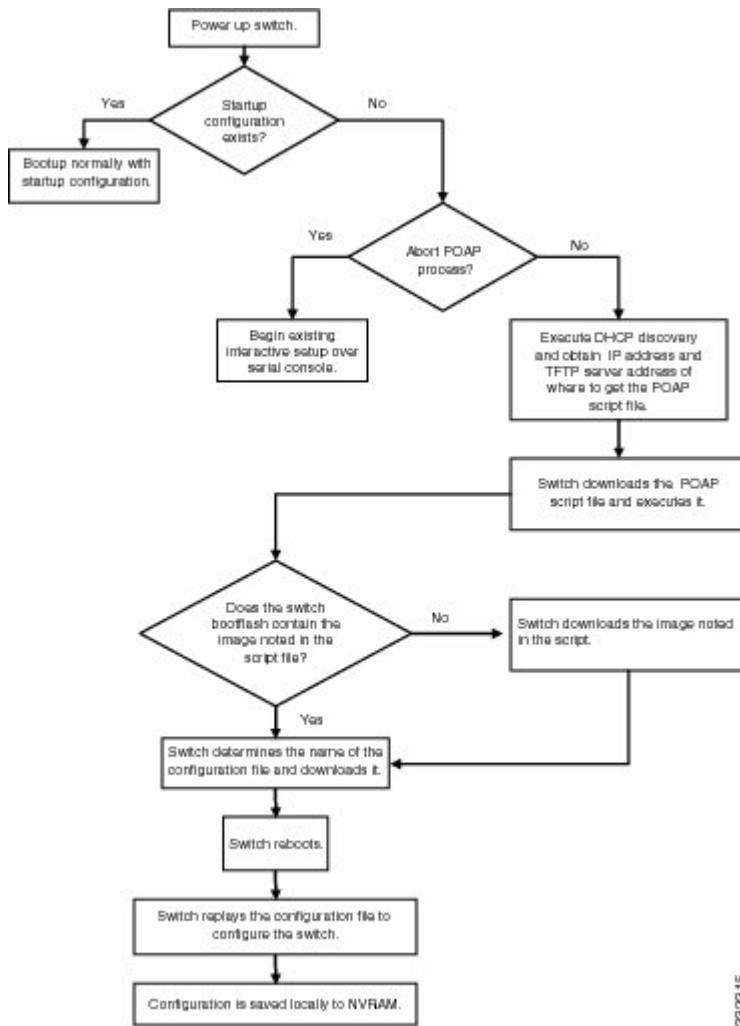 Power up switch.
Yes
No
Startup
configuration
exists?
Bootup normally with
startup configuration.
Yes
No
Abort POAP
process?
Begin existing
interactive setup over
serial console.
Execute DHCP discovery
and obtain IP address and
TFTP server address of
where to get the POAP
script file.
Switch downloads the POAP
script file and executes it.
Does the switch
bootflash contain the
image noted in the
script file?
No
Switch downloads the image noted
in the script.
Yes
Switch determines the name of the
configuration file and downloads it.
Switch reboots.
Switch replays the configuration file to
configure the switch.
Configuration is saved locally to NVRAM.